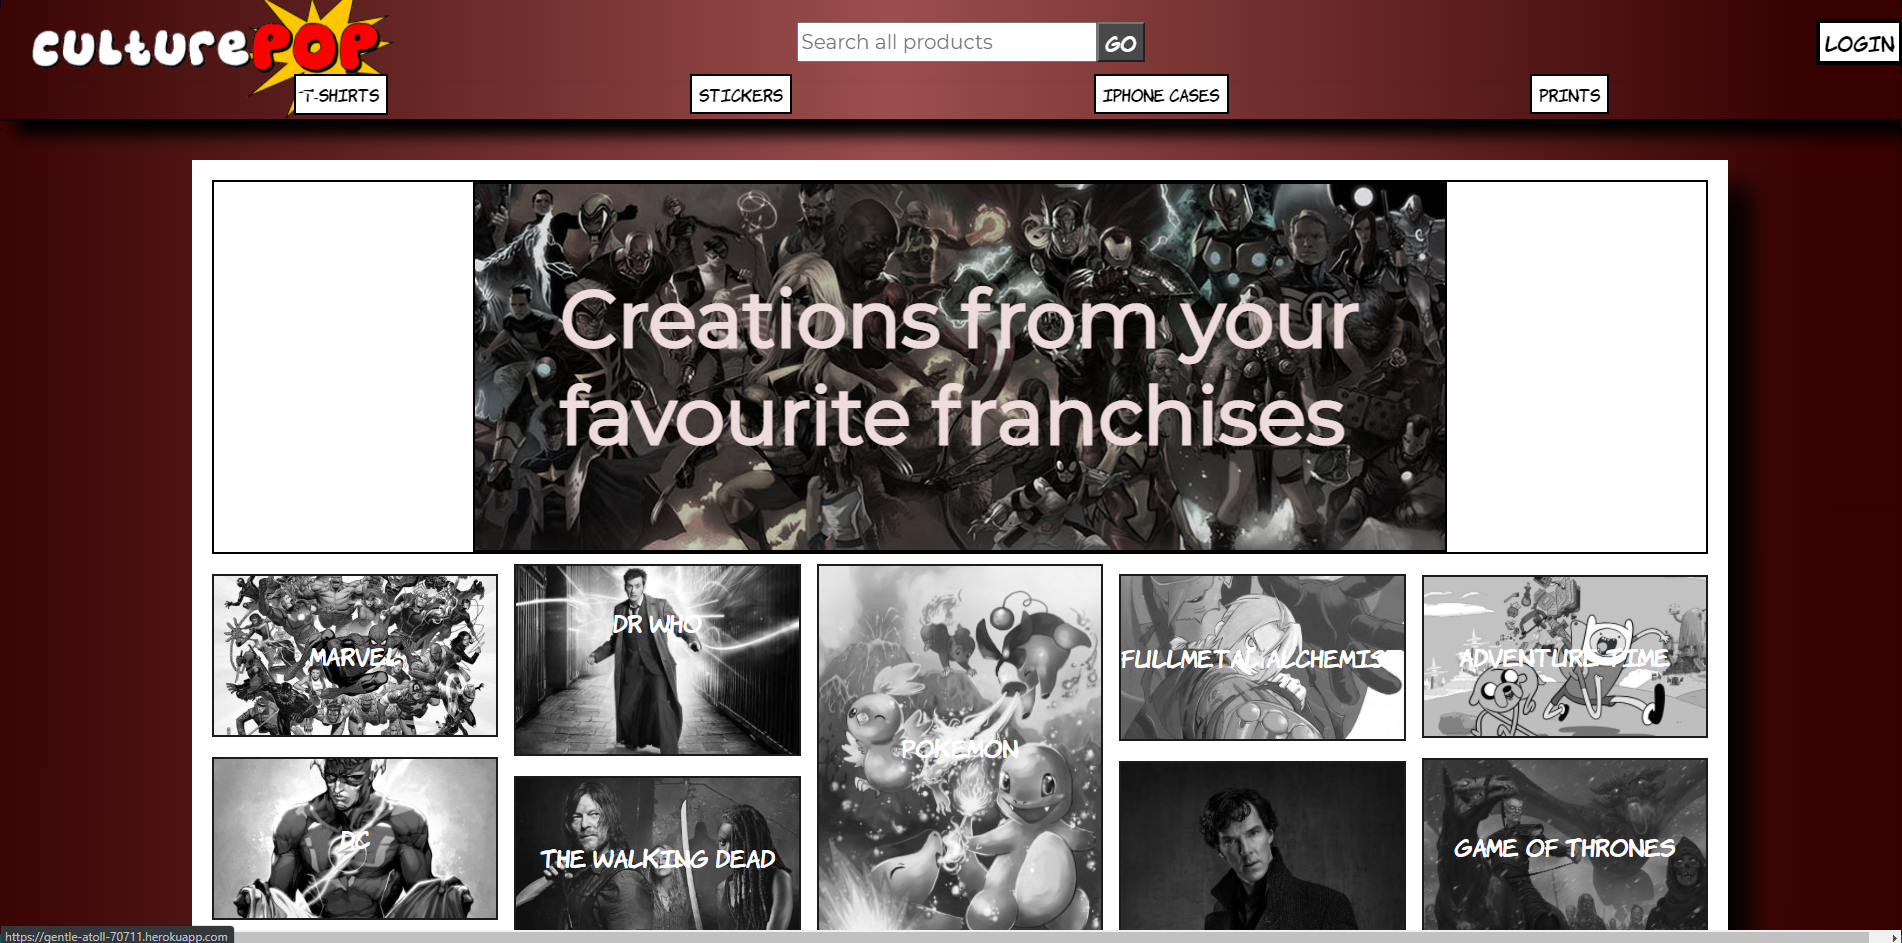 culturePOP
Search all products
GO
LOGIN
T-SHIRTS
STICKERS
IPHONE CASES
PRINTS
Creations from your
favourite franchises
MARVEL
DR WHO
POKEMON
FULLMETAL ALCHEMIST
ADVENTURE TIME
DC
THE WALKING DEAD
GAME OF THRONES
https://gentle-atoll-70711.herokuapp.com